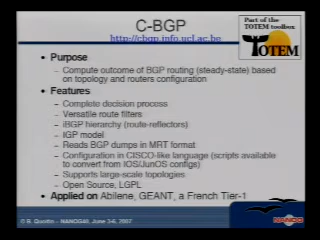 C-BGP
http://cbgp.info.ucl.ac.be
Part of the
TOTEM toolbox
TOTEM
• Purpose
– Compute outcome of BGP routing (steady-state) based
on topology and routers configuration
• Features
– Complete decision process
– Versatile route filters
– iBGP hierarchy (route-reflectors)
– IGP model
– Reads BGP dumps in MRT format
– Configuration in CISCO-like language (scripts available
to convert from IOS/JunOS configs)
– Supports large-scale topologies
– Open Source, LGPL
• Applied on Abilene, GEANT, a French Tier-1
© B. Quoitin - NANOG40, June 3-6, 2007
NANOG